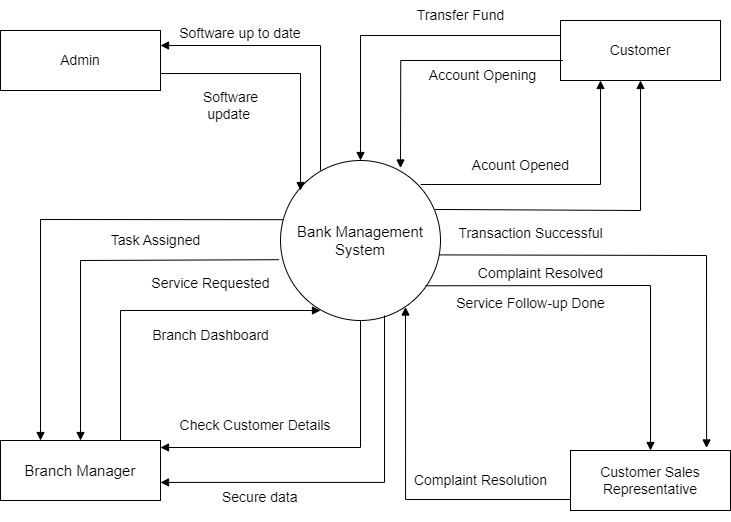 Transfer Fund
Software up to date
Customer
Admin
Account Opening
Software
update
Acount Opened
Bank Management
System
Task Assigned
Transaction Successful
Service Requested
Complaint Resolved
Service Follow-up Done
Branch Dashboard
Check Customer Details
Branch Manager
Customer Sales
Representative
Complaint Resolution
Secure data